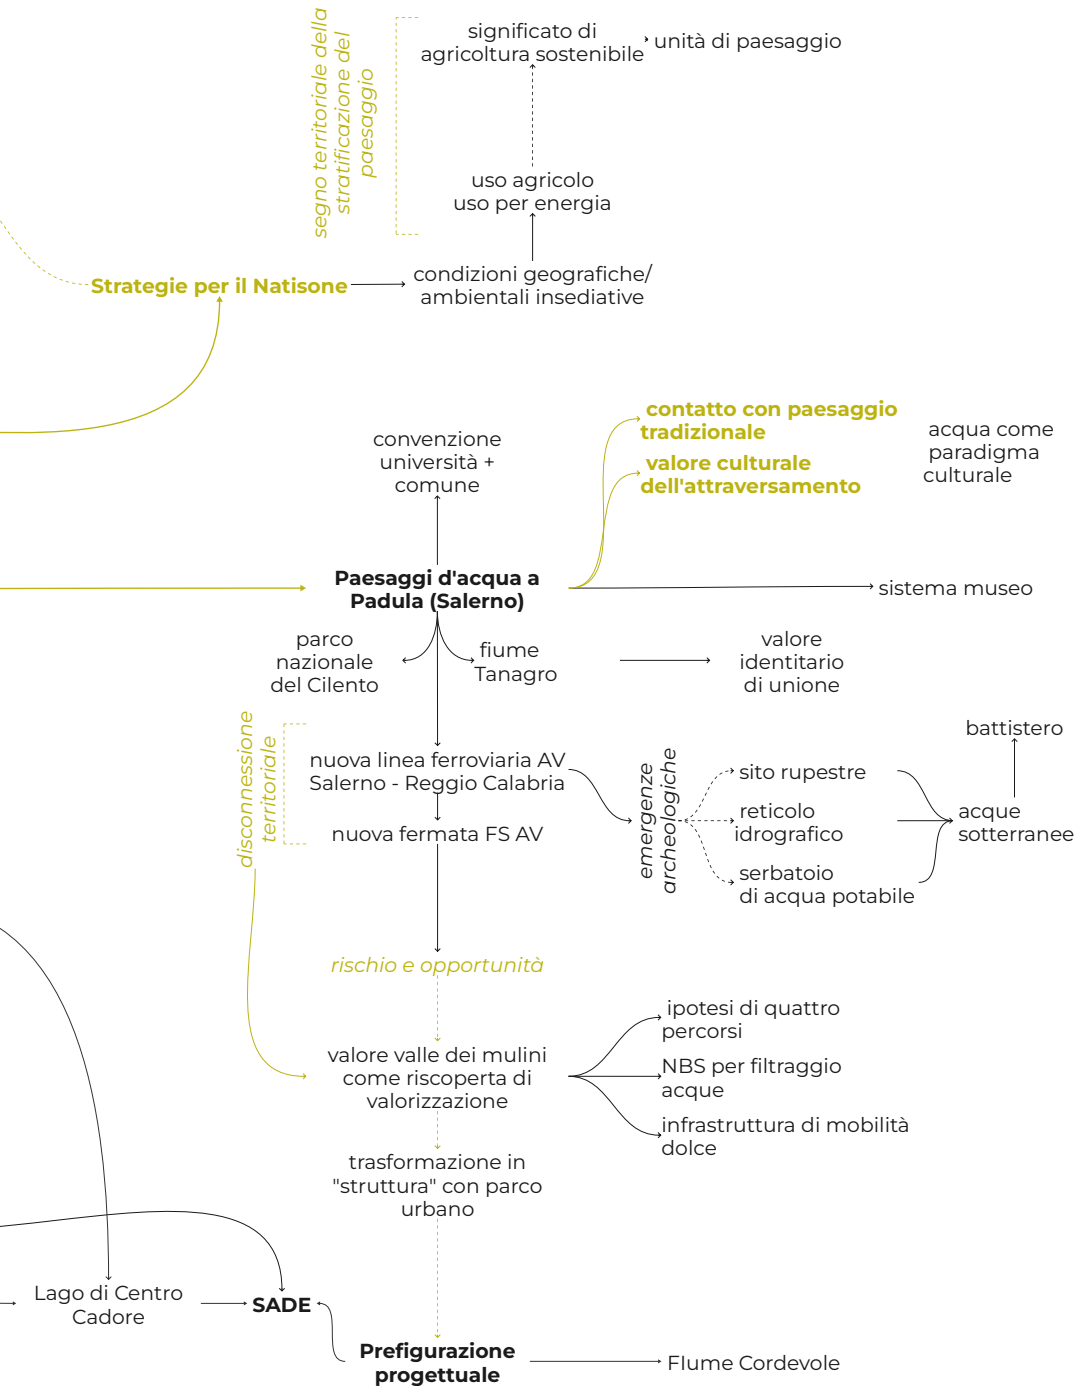 segno territoriale della
stratificazione del
paesaggio
significato di
agricoltura sostenibile
unità di paesaggio
uso agricolo
uso per energia
Strategie per il Natisone
condizioni geografiche/
ambientali insediative
contatto con paesaggio
tradizionale
valore culturale
dell'attraversamento
acqua come
paradigma
culturale
convenzione
università +
comune
Paesaggi d'acqua a
Padula (Salerno)
sistema museo
parco
nazionale
del Cilento
fiume
Tanagro
valore
identitario
di unione
disconnessione
territoriale
nuova linea ferroviaria AV
Salerno - Reggio Calabria
nuova fermata FS AV
emergenze
archeologiche
sito rupestre
reticolo
idrografico
serbatoio
di acqua potabile
battistero
acque
sotterranee
rischio e opportunità
valore valle dei mulini
come riscoperta di
valorizzazione
ipotesi di quattro
percorsi
NBS per filtraggio
acque
infrastruttura di mobilità
dolce
trasformazione in
"struttura" con parco
urbano
Lago di Centro
Cadore
SADE
Prefigurazione
progettuale
FIume Cordevole